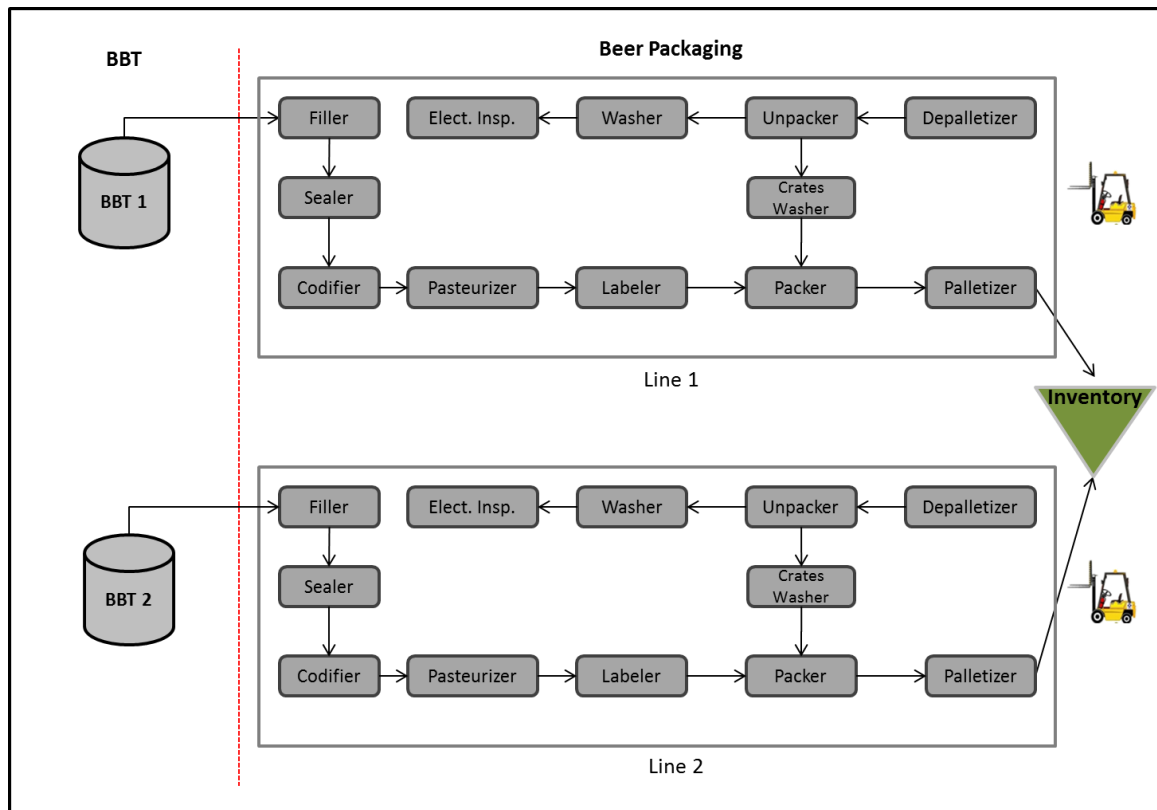 BBT
Beer Packaging
Filler
Elect. Insp.
Washer
Unpacker
Depalletizer
BBT 1
Sealer
Crates
Washer
Codifier
Pasteurizer
Labeler
Packer
Palletizer
Line 1
Inventory
Filler
Elect. Insp.
Washer
Unpacker
Depalletizer
BBT 2
Sealer
Crates
Washer
Codifier
Pasteurizer
Labeler
Packer
Palletizer
Line 2